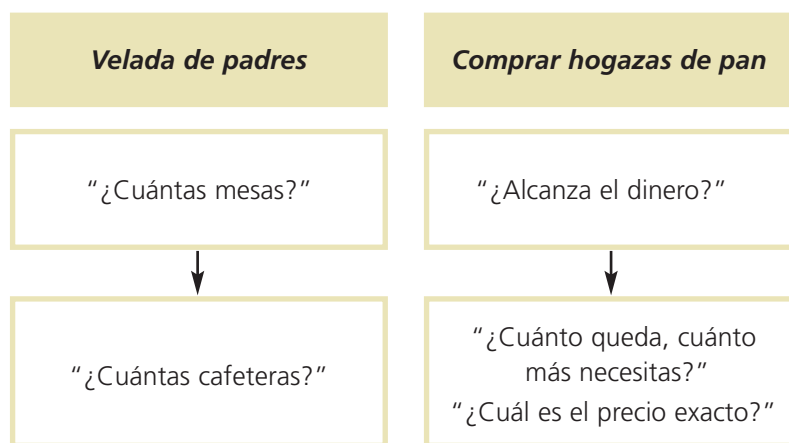 Velada de padres
"¿Cuántas mesas?"
"¿Cuántas cafeteras?"
Comprar hogazas de pan
"¿Alcanza el dinero?"
"¿Cuánto queda, cuánto
más necesitas?"
"¿Cuál es el precio exacto?"